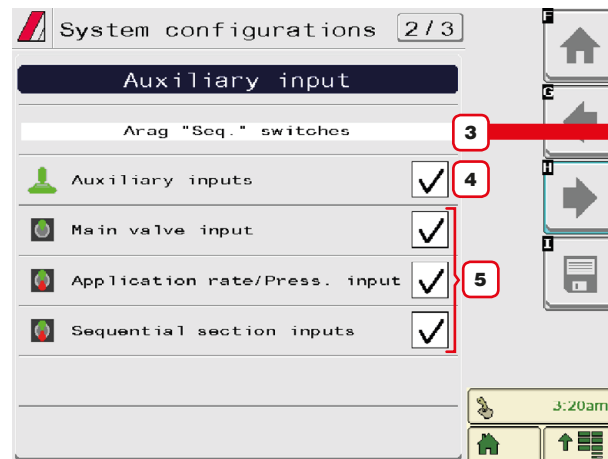 System configurations 2/3
F
Auxiliary input
G
Arag "Seq." switches
3
H
Auxiliary inputs
4
Main valve input
I
Application rate/Press. input
5
Sequential section inputs
3:20am